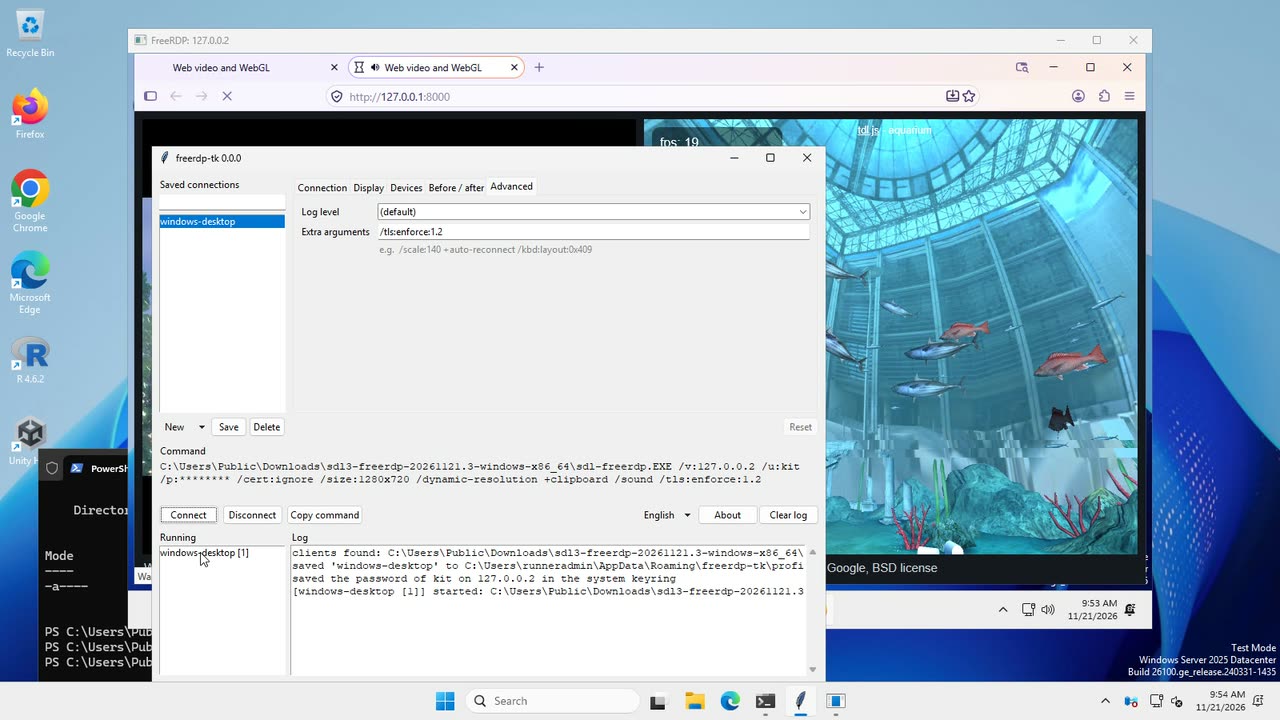 Recycle Bin
Firefox
Google
Chrome
Microsoft
Edge
R 4.6.2
Unity H
FreeRDP: 127.0.0.2
Web video and WebGL
Web video and WebGL
http://127.0.0.1:8000
fps: 19
tdl.js aquarium
Google, BSD license
9:53 AM
11/21/2026
freerdp-tk 0.0.0
Saved connections
windows-desktop
Connection Display Devices Before / after Advanced
Log level (default)
Extra arguments /tls:enforce:1.2
e.g. /scale:140 +auto-reconnect /kbd:layout:0x409
New Save Delete Reset
Command
C:\Users\Public\Downloads\sdl3-freerdp-20261121.3-windows-x86_64\sdl-freerdp.EXE /v:127.0.0.2 /u:kit
/p:******** /cert:ignore /size:1280x720 /dynamic-resolution +clipboard /sound /tls:enforce:1.2
Connect Disconnect Copy command English About Clear log
Running Log
windows-desktop [1]
clients found: C:\Users\Public\Downloads\sdl3-freerdp-20261121.3-windows-x86_64\
saved 'windows-desktop' to C:\Users\runneradmin\AppData\Roaming\freerdp-tk\profi
saved the password of kit on 127.0.0.2 in the system keyring
[windows-desktop [1]] started: C:\Users\Public\Downloads\sdl3-freerdp-20261121.3
PowerSh
Director
Mode
----
-a----
PS C:\Users\Pub
PS C:\Users\Pub
PS C:\Users\Pub
Test Mode
Windows Server 2025 Datacenter
Build 26100.ge_release.240331-1435
Search
9:54 AM
11/21/2026